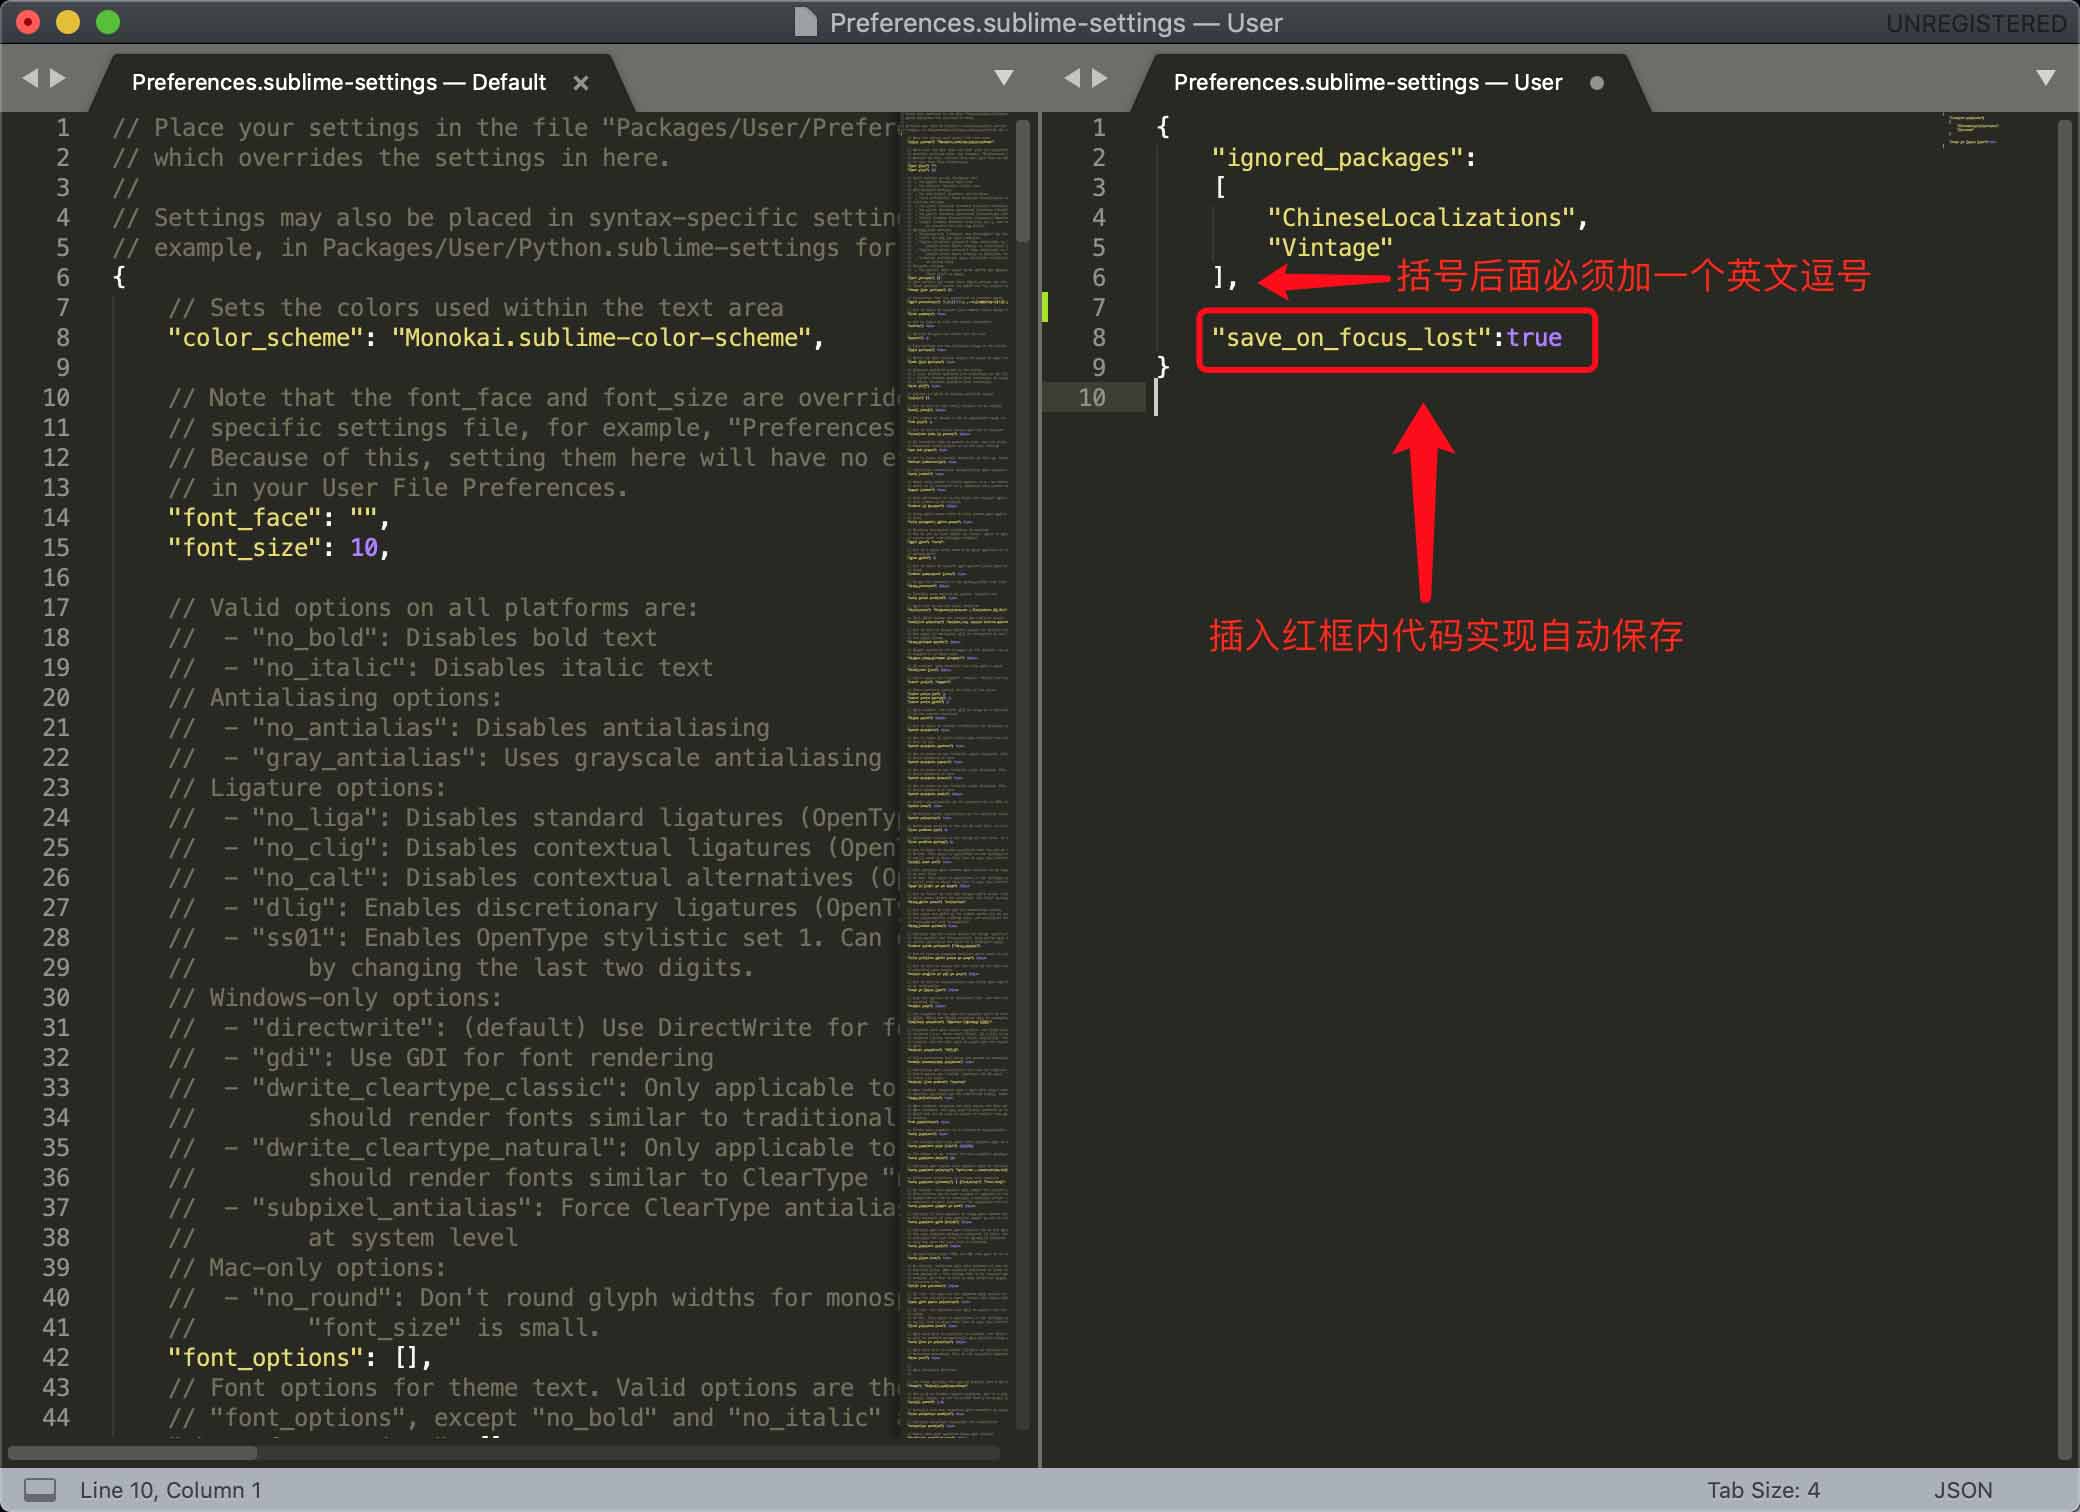 Preferences.sublime-settings — User
UNREGISTERED
Preferences.sublime-settings — Default
1 // Place your settings in the file "Packages/User/Prefer
2 // which overrides the settings in here.
3 //
4 // Settings may also be placed in syntax-specific settin
5 // example, in Packages/User/Python.sublime-settings for
6 {
7 // Sets the colors used within the text area
8 "color_scheme": "Monokai.sublime-color-scheme",
9
10 // Note that the font_face and font_size are overrid
11 // specific settings file, for example, "Preferences
12 // Because of this, setting them here will have no e
13 // in your User File Preferences.
14 "font_face": "",
15 "font_size": 10,
16
17 // Valid options on all platforms are:
18 // - "no_bold": Disables bold text
19 // - "no_italic": Disables italic text
20 // Antialiasing options:
21 // - "no_antialias": Disables antialiasing
22 // - "gray_antialias": Uses grayscale antialiasing
23 // Ligature options:
24 // - "no_liga": Disables standard ligatures (OpenTy
25 // - "no_clig": Disables contextual ligatures (Open
26 // - "no_calt": Disables contextual alternatives (O
27 // - "dlig": Enables discretionary ligatures (OpenT
28 // - "ss01": Enables OpenType stylistic set 1. Can
29 // by changing the last two digits.
30 // Windows-only options:
31 // - "directwrite": (default) Use DirectWrite for f
32 // - "gdi": Use GDI for font rendering
33 // - "dwrite_cleartype_classic": Only applicable to
34 // should render fonts similar to traditional
35 // - "dwrite_cleartype_natural": Only applicable to
36 // should render fonts similar to ClearType "
37 // - "subpixel_antialias": Force ClearType antialia
38 // at system level
39 // Mac-only options:
40 // - "no_round": Don't round glyph widths for monos
41 // "font_size" is small.
42 "font_options": [],
43 // Font options for theme text. Valid options are th
44 // "font_options", except "no_bold" and "no_italic"
Preferences.sublime-settings — User
1 {
2 "ignored_packages":
3 [
4 "ChineseLocalizations",
5 "Vintage"
6 ],
括号后面必须加一个英文逗号
7
8 "save_on_focus_lost":true
9 }
10
插入红框内代码实现自动保存
Line 10, Column 1
Tab Size: 4
JSON